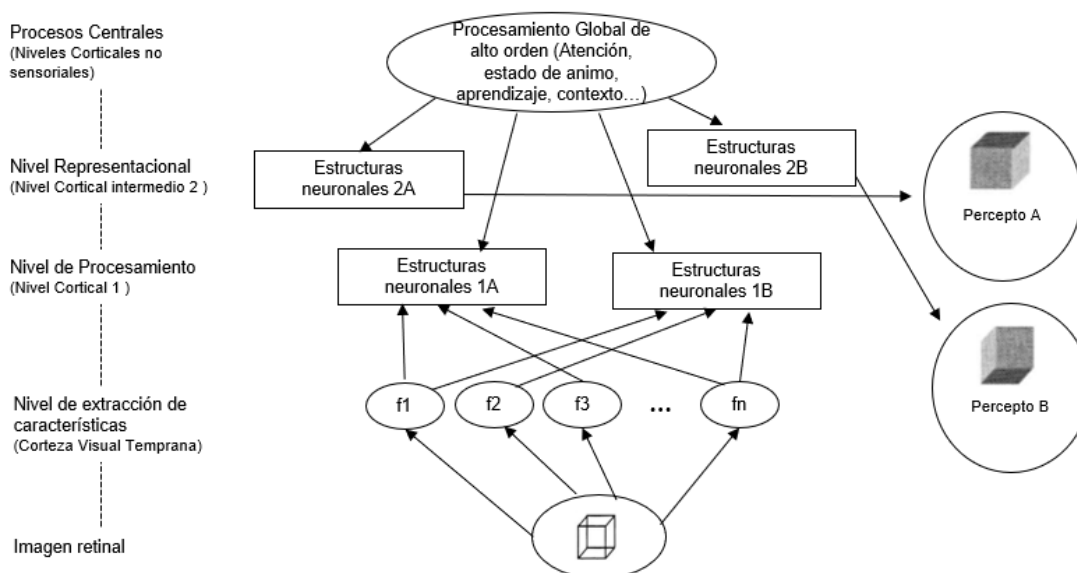 Procesos Centrales
(Niveles Corticales no
sensoriales)
Procesamiento Global de
alto orden (Atención,
estado de animo,
aprendizaje, contexto…)
Nivel Representacional
(Nivel Cortical intermedio 2 )
Estructuras
neuronales 2A
Estructuras
neuronales 2B
Percepto A
Nivel de Procesamiento
(Nivel Cortical 1 )
Estructuras
neuronales 1A
Estructuras
neuronales 1B
Nivel de extracción de
características
(Corteza Visual Temprana)
f1
f2
f3
...
fn
Percepto B
Imagen retinal